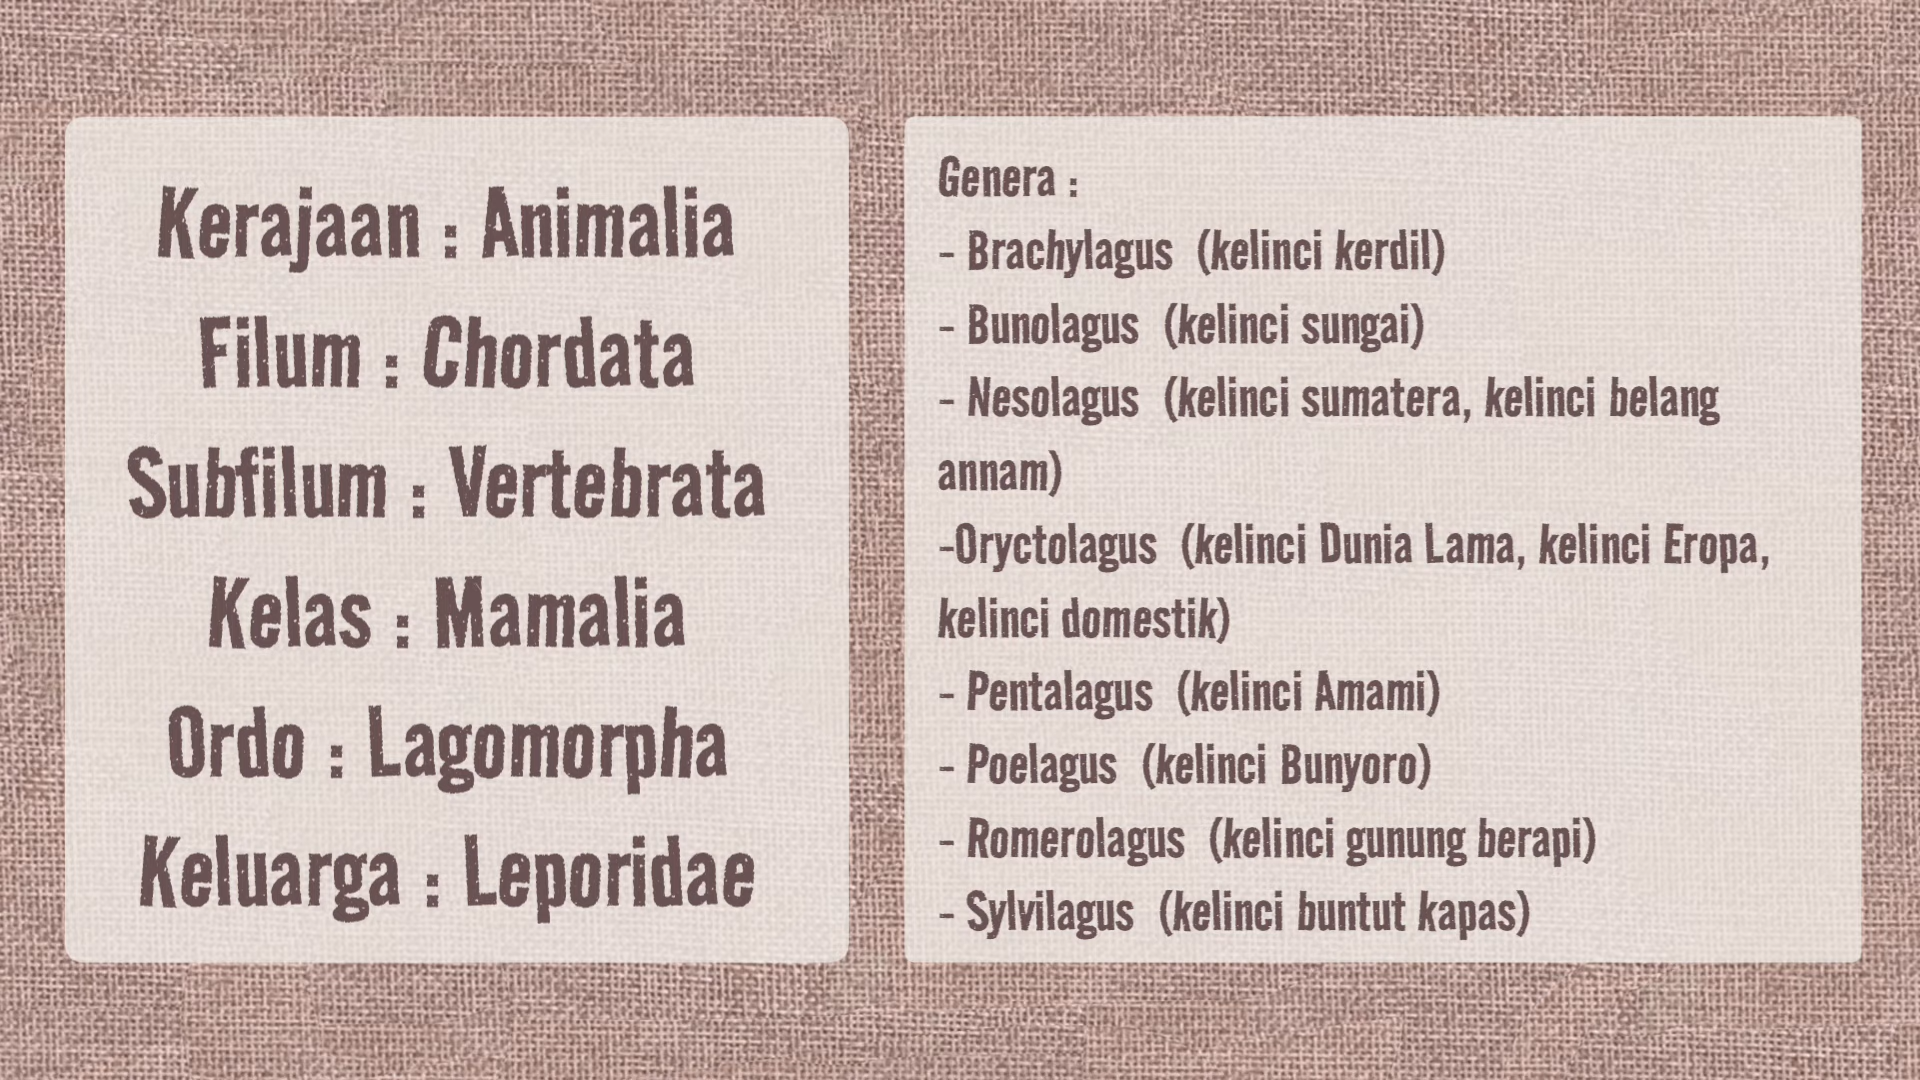 Kerajaan : Animalia
Filum : Chordata
Subfilum : Vertebrata
Kelas : Mamalia
Ordo : Lagomorpha
Keluarga : Leporidae
Genera :
- Brachylagus (kelinci kerdil)
- Bunolagus (kelinci sungai)
- Nesolagus (kelinci sumatera, kelinci belang
annam)
-Oryctolagus (kelinci Dunia Lama, kelinci Eropa,
kelinci domestik)
- Pentalagus (kelinci Amami)
- Poelagus (kelinci Bunyoro)
- Romerolagus (kelinci gunung berapi)
- Sylvilagus (kelinci buntut kapas)